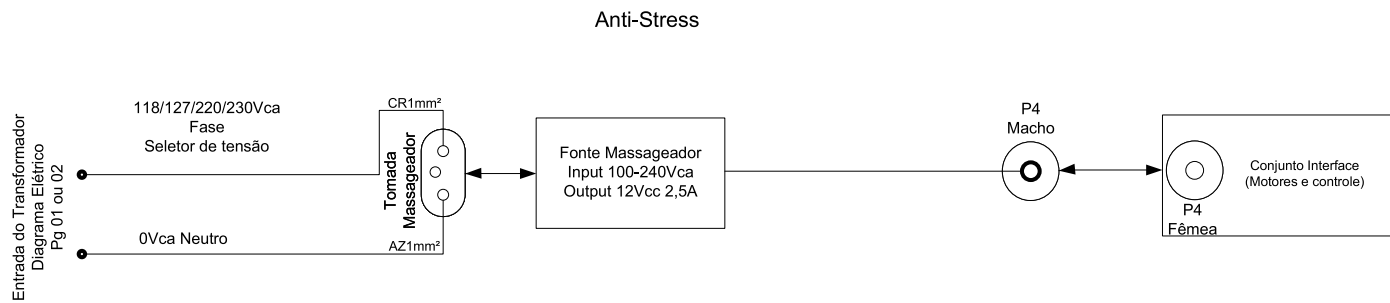 Anti-Stress
Entrada do Transformador
Diagrama Elétrico
Pg 01 ou 02
118/127/220/230Vca
Fase
Seletor de tensão
0Vca Neutro
CR1mm²
Tomada
Massageador
AZ1mm²
Fonte Massageador
Input 100-240Vca
Output 12Vcc 2,5A
P4
Macho
P4
Fêmea
Conjunto Interface
(Motores e controle)